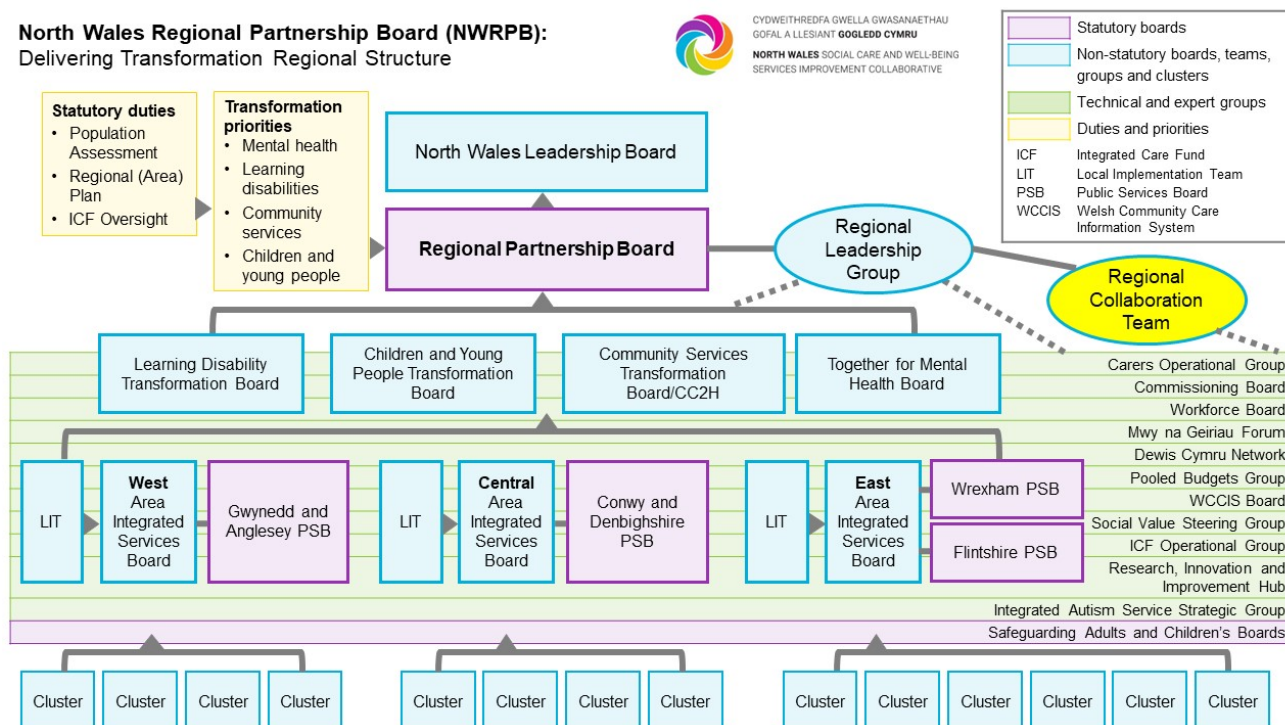 North Wales Regional Partnership Board (NWRPB):
Delivering Transformation Regional Structure
CYDWEITHREDFA GWELLA GWASANAETHAU
GOFAL A LLESIANT GOGLEDD CYMRU
NORTH WALES SOCIAL CARE AND WELL-BEING
SERVICES IMPROVEMENT COLLABORATIVE
Statutory boards
Non-statutory boards, teams,
groups and clusters
Technical and expert groups
Duties and priorities
ICF Integrated Care Fund
LIT Local Implementation Team
PSB Public Services Board
WCCIS Welsh Community Care
Information System
Statutory duties
• Population
Assessment
• Regional (Area)
Plan
• ICF Oversight
Transformation
priorities
• Mental health
• Learning
disabilities
• Community
services
• Children and
young people
North Wales Leadership Board
Regional Partnership Board
Regional
Leadership
Group
Regional
Collaboration
Team
Learning Disability
Transformation Board
Children and Young
People Transformation
Board
Community Services
Transformation
Board/CC2H
Together for Mental
Health Board
Carers Operational Group
Commissioning Board
Workforce Board
Mwy na Geiriau Forum
Dewis Cymru Network
Pooled Budgets Group
WCCIS Board
Social Value Steering Group
ICF Operational Group
Research, Innovation and
Improvement Hub
Integrated Autism Service Strategic Group
Safeguarding Adults and Children's Boards
LIT
West
Area
Integrated
Services
Board
Gwynedd and
Anglesey PSB
LIT
Central
Area
Integrated
Services
Board
Conwy and
Denbighshire
PSB
LIT
East
Area
Integrated
Services
Board
Wrexham PSB
Flintshire PSB
Cluster
Cluster
Cluster
Cluster
Cluster
Cluster
Cluster
Cluster
Cluster
Cluster
Cluster
Cluster
Cluster
Cluster